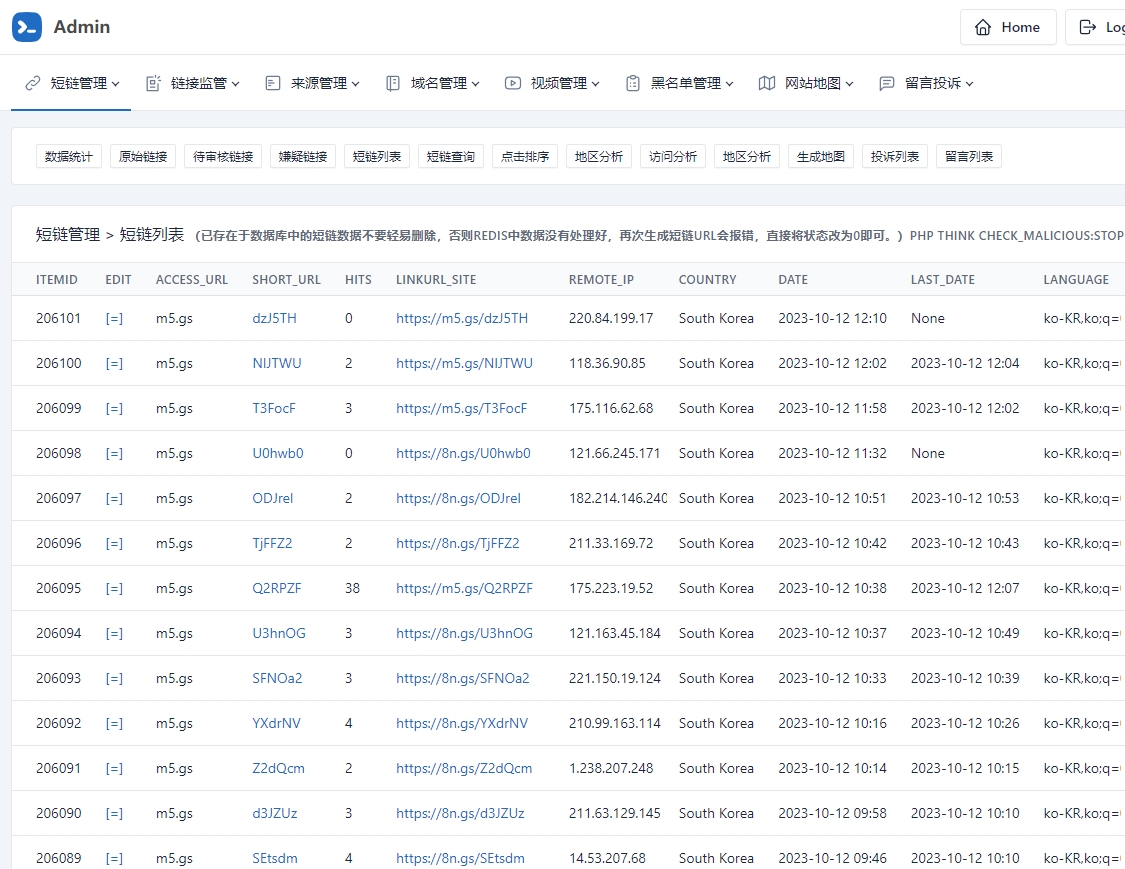 Admin
Home
Log
短链管理 链接监管 来源管理 域名管理 视频管理 黑名单管理 网站地图 留言投诉
数据统计 原始链接 待审核链接 嫌疑链接 短链列表 短链查询 点击排序 地区分析 访问分析 地区分析 生成地图 投诉列表 留言列表
短链管理 > 短链列表 (已存在于数据库中的短链数据不要轻易删除，否则REDIS中数据没有处理好，再次生成短链URL会报错，直接将状态改为0即可。) PHP THINK CHECK_MALICIOUS:STOP
ITEMID EDIT ACCESS_URL SHORT_URL HITS LINKURL_SITE REMOTE_IP COUNTRY DATE LAST_DATE LANGUAGE
206101 [=] m5.gs dzJ5TH 0 https://m5.gs/dzJ5TH 220.84.199.17 South Korea 2023-10-12 12:10 None ko-KR,ko;q=
206100 [=] m5.gs NIJTWU 2 https://m5.gs/NIJTWU 118.36.90.85 South Korea 2023-10-12 12:02 2023-10-12 12:04 ko-KR,ko;q=
206099 [=] m5.gs T3FocF 3 https://m5.gs/T3FocF 175.116.62.68 South Korea 2023-10-12 11:58 2023-10-12 12:02 ko-KR,ko;q=
206098 [=] m5.gs U0hwb0 0 https://8n.gs/U0hwb0 121.66.245.171 South Korea 2023-10-12 11:32 None ko-KR,ko;q=
206097 [=] m5.gs ODJrel 2 https://8n.gs/ODJrel 182.214.146.240 South Korea 2023-10-12 10:51 2023-10-12 10:53 ko-KR,ko;q=
206096 [=] m5.gs TjFFZ2 2 https://8n.gs/TjFFZ2 211.33.169.72 South Korea 2023-10-12 10:42 2023-10-12 10:43 ko-KR,ko;q=
206095 [=] m5.gs Q2RPZF 38 https://m5.gs/Q2RPZF 175.223.19.52 South Korea 2023-10-12 10:38 2023-10-12 12:07 ko-KR,ko;q=
206094 [=] m5.gs U3hnOG 3 https://8n.gs/U3hnOG 121.163.45.184 South Korea 2023-10-12 10:37 2023-10-12 10:49 ko-KR,ko;q=
206093 [=] m5.gs SFNOa2 3 https://8n.gs/SFNOa2 221.150.19.124 South Korea 2023-10-12 10:33 2023-10-12 10:39 ko-KR,ko;q=
206092 [=] m5.gs YXdrNV 4 https://8n.gs/YXdrNV 210.99.163.114 South Korea 2023-10-12 10:16 2023-10-12 10:26 ko-KR,ko;q=
206091 [=] m5.gs Z2dQcm 2 https://8n.gs/Z2dQcm 1.238.207.248 South Korea 2023-10-12 10:14 2023-10-12 10:15 ko-KR,ko;q=
206090 [=] m5.gs d3JZUz 3 https://8n.gs/d3JZUz 211.63.129.145 South Korea 2023-10-12 09:58 2023-10-12 10:10 ko-KR,ko;q=
206089 [=] m5.gs SEtsdm 4 https://8n.gs/SEtsdm 14.53.207.68 South Korea 2023-10-12 09:46 2023-10-12 10:10 ko-KR,ko;q=